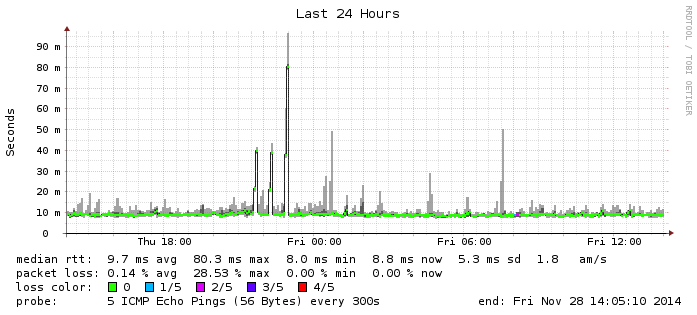 Last 24 Hours
RRDTOOL / TOBI OETIKER
Seconds
90 m
80 m
70 m
60 m
50 m
40 m
30 m
20 m
10 m
0
Thu 18:00 Fri 00:00 Fri 06:00 Fri 12:00
median rtt: 9.7 ms avg 80.3 ms max 8.0 ms min 8.8 ms now 5.3 ms sd 1.8 am/s
packet loss: 0.14 % avg 28.53 % max 0.00 % min 0.00 % now
loss color: 0 1/5 2/5 3/5 4/5
probe: 5 ICMP Echo Pings (56 Bytes) every 300s end: Fri Nov 28 14:05:10 2014